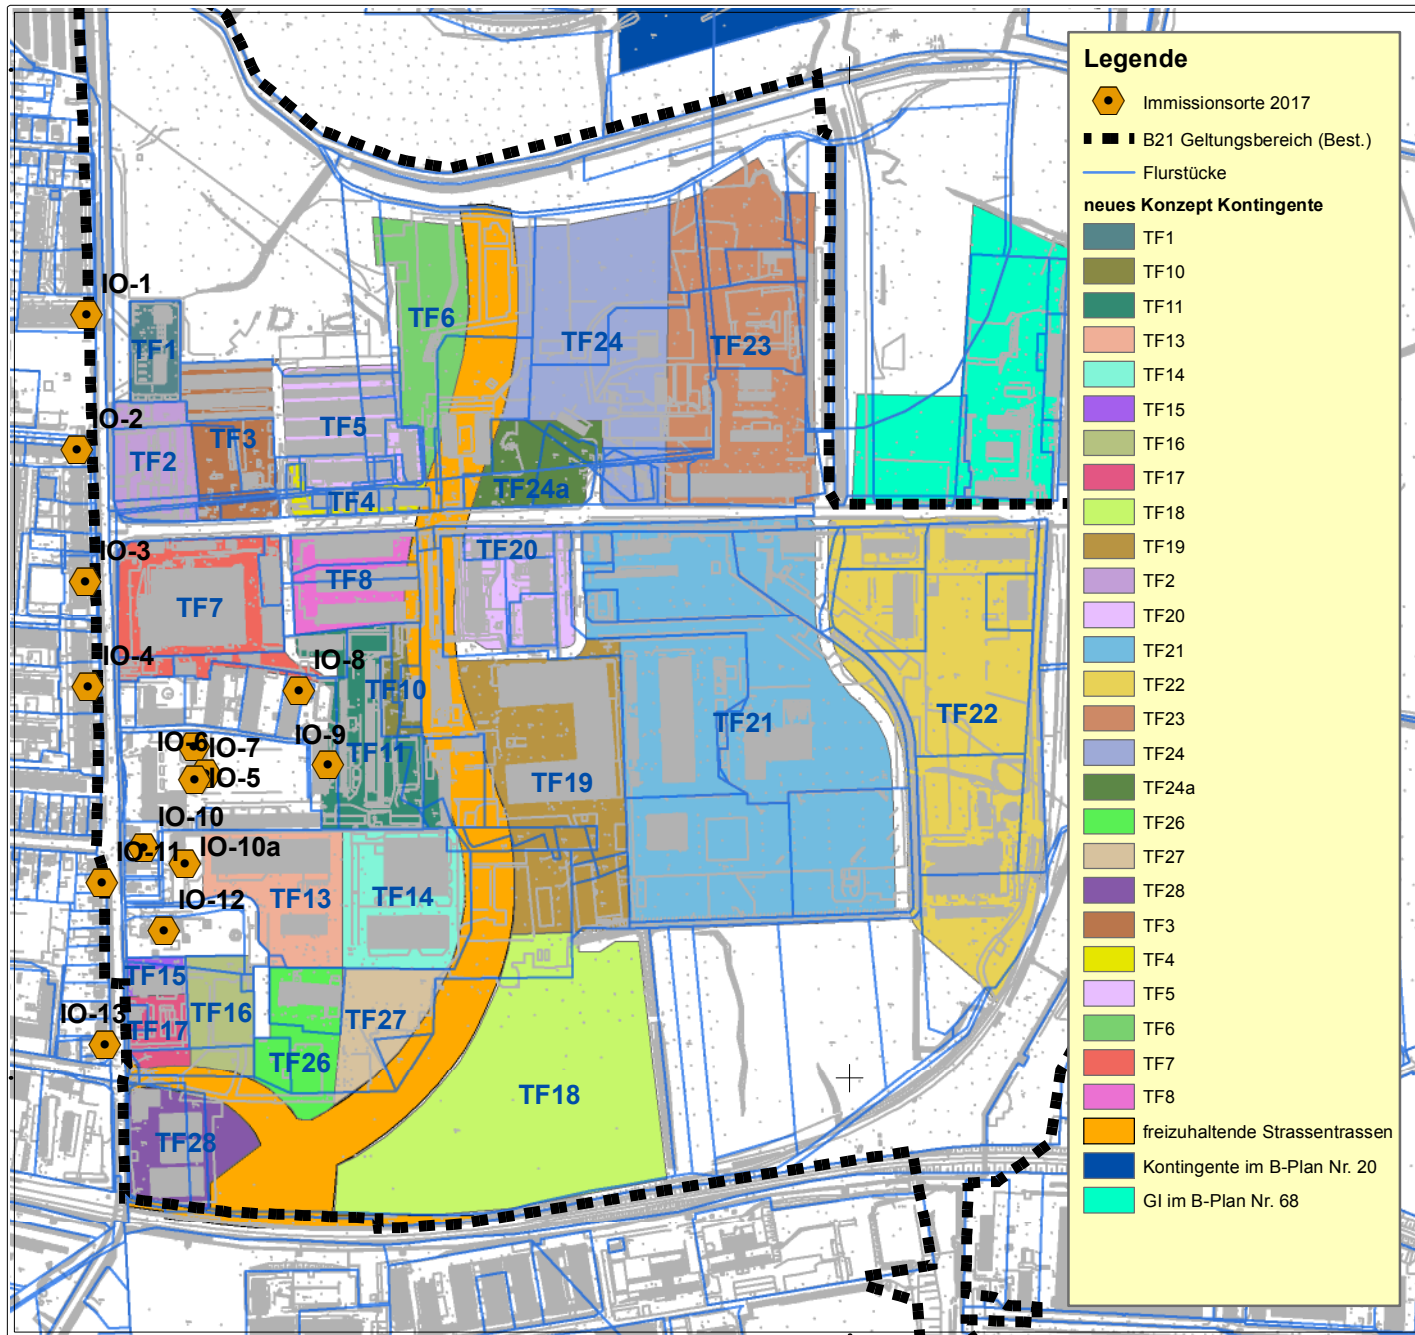 Legende
Immissionsorte 2017
B21 Geltungsbereich (Best.)
Flurstücke
neues Konzept Kontingente
TF1
TF10
TF11
TF13
TF14
TF15
TF16
TF17
TF18
TF19
TF2
TF20
TF21
TF22
TF23
TF24
TF24a
TF26
TF27
TF28
TF3
TF4
TF5
TF6
TF7
TF8
freizuhaltende Strassentrassen
Kontingente im B-Plan Nr. 20
GI im B-Plan Nr. 68
IO-1
TF6
TF24
TF23
TF1
IO-2
TF3
TF5
TF2
TF24a
TF4
IO-3
TF20
TF8
TF7
IO-4
IO-8
TF10
TF22
TF21
IO-9
IO-6
IO-7
TF11
IO-5
TF19
IO-10
IO-11
IO-10a
TF13
TF14
IO-12
TF15
IO-13
TF16
TF17
TF27
TF26
TF18
TF28